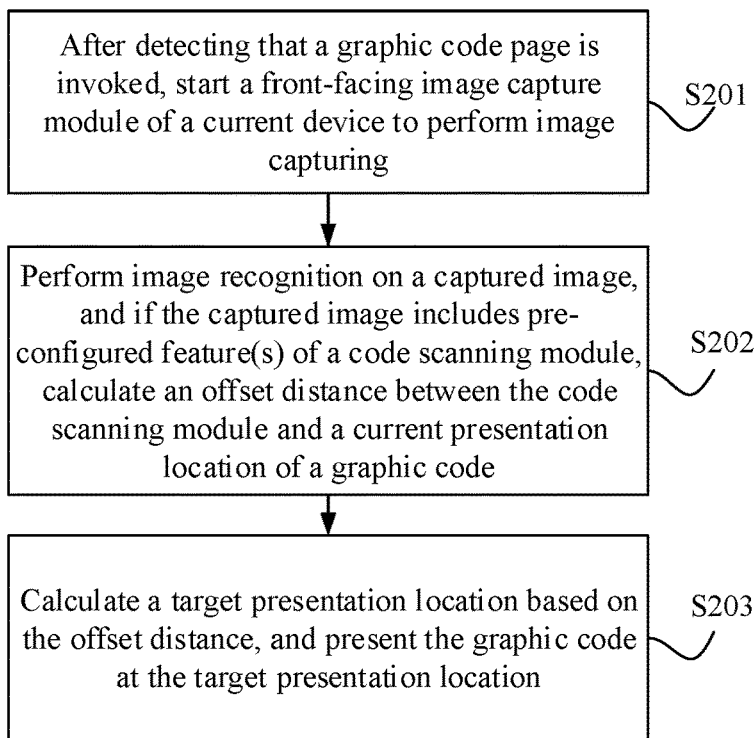 After detecting that a graphic code page is
invoked, start a front-facing image capture
module of a current device to perform image
capturing
S201
Perform image recognition on a captured image,
and if the captured image includes pre-
configured feature(s) of a code scanning module,
calculate an offset distance between the code
scanning module and a current presentation
location of a graphic code
S202
Calculate a target presentation location based on
the offset distance, and present the graphic code
at the target presentation location
S203